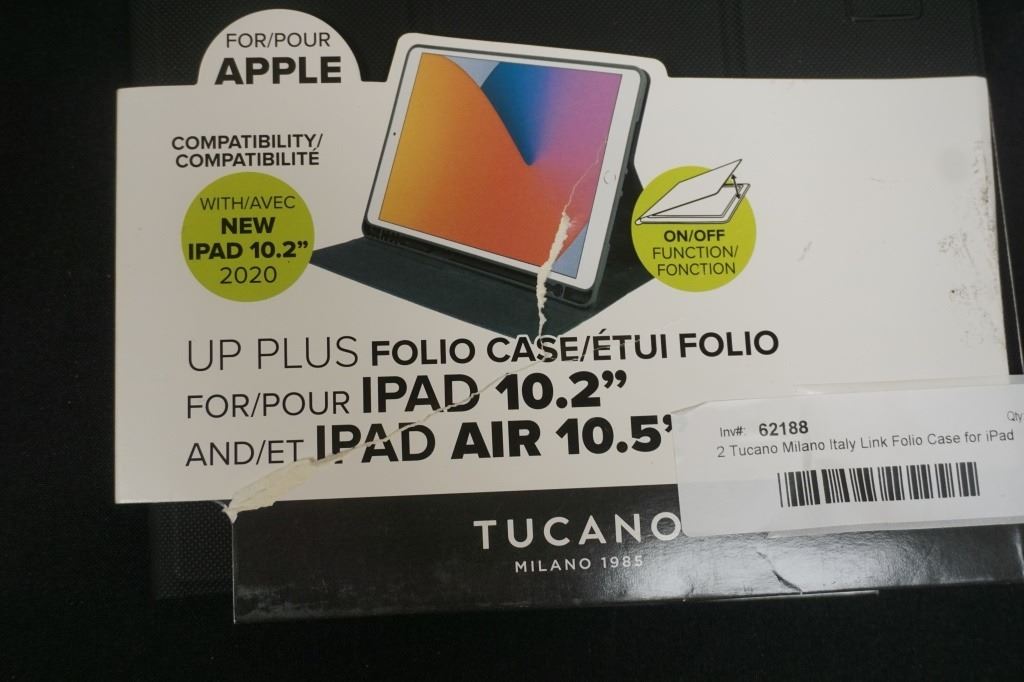 FOR/POUR
APPLE
COMPATIBILITY/
COMPATIBILITÉ
WITH/AVEC
NEW
IPAD 10.2”
2020
ON/OFF
FUNCTION/
FONCTION
UP PLUS FOLIO CASE/ÉTUI FOLIO
FOR/POUR IPAD 10.2”
AND/ET IPAD AIR 10.5”
Inv#: 62188 Qty
2 Tucano Milano Italy Link Folio Case for iPad
TUCANO
MILANO 1985